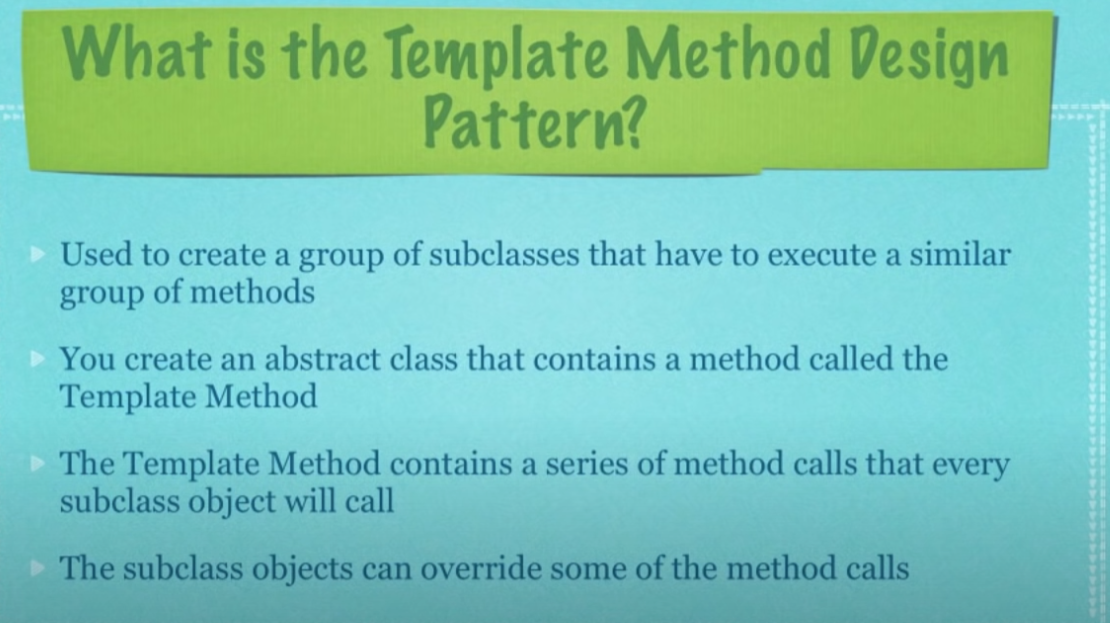 What is the Template Method Design
Pattern?
Used to create a group of subclasses that have to execute a similar
group of methods
You create an abstract class that contains a method called the
Template Method
The Template Method contains a series of method calls that every
subclass object will call
The subclass objects can override some of the method calls